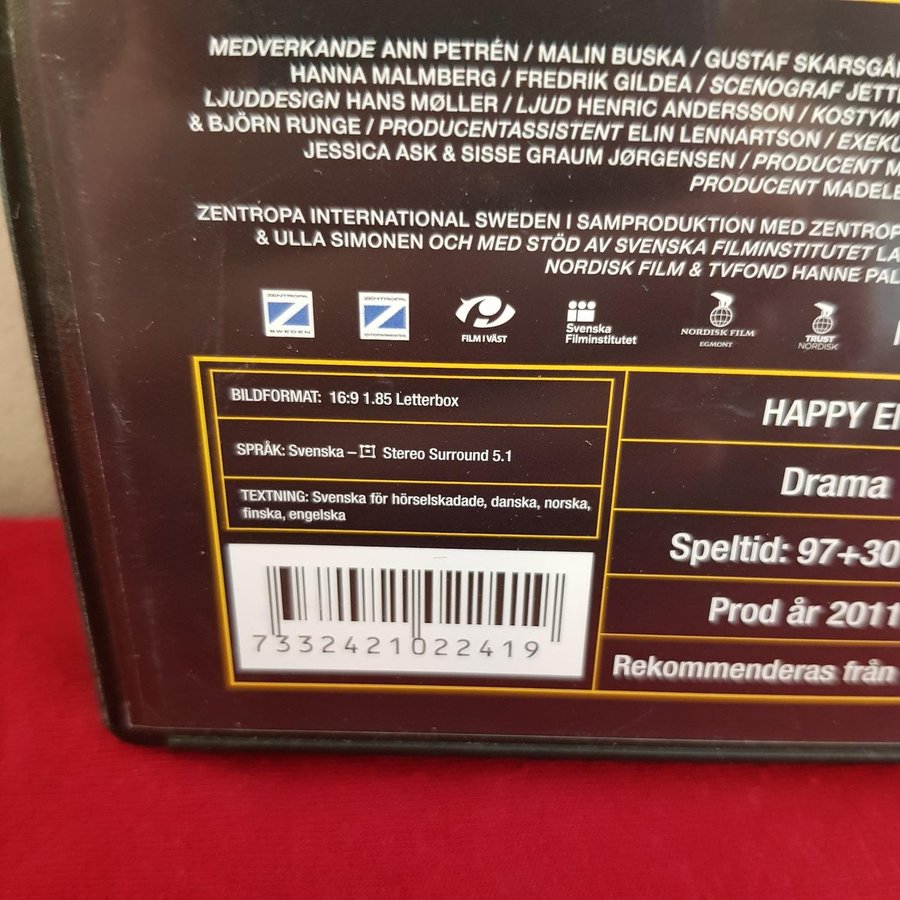 MEDVERKANDE ANN PETRÉN / MALIN BUSKA / GUSTAF SKARSGÅ
HANNA MALMBERG / FREDRIK GILDEA / SCENOGRAF JETT
LJUDDESIGN HANS MØLLER / LJUD HENRIC ANDERSSON / KOSTYM
& BJÖRN RUNGE / PRODUCENTASSISTENT ELIN LENNARTSON / EXEKU
JESSICA ASK & SISSE GRAUM JØRGENSEN / PRODUCENT M
PRODUCENT MADELE
ZENTROPA INTERNATIONAL SWEDEN I SAMPRODUKTION MED ZENTROP
& ULLA SIMONEN OCH MED STÖD AV SVENSKA FILMINSTITUTET LA
NORDISK FILM & TVFOND HANNE PAL
ZENTROPA SWEDEN
ZENTROPA
FILM I VÄST
Svenska Filminstitutet
NORDISK FILM EGMONT
TRUST NORDISK
BILDFORMAT: 16:9 1.85 Letterbox
SPRÅK: Svenska – Stereo Surround 5.1
TEXTNING: Svenska för hörselskadade, danska, norska,
finska, engelska
7332421022419
HAPPY E
Drama
Speltid: 97+30
Prod år 2011
Rekommenderas från